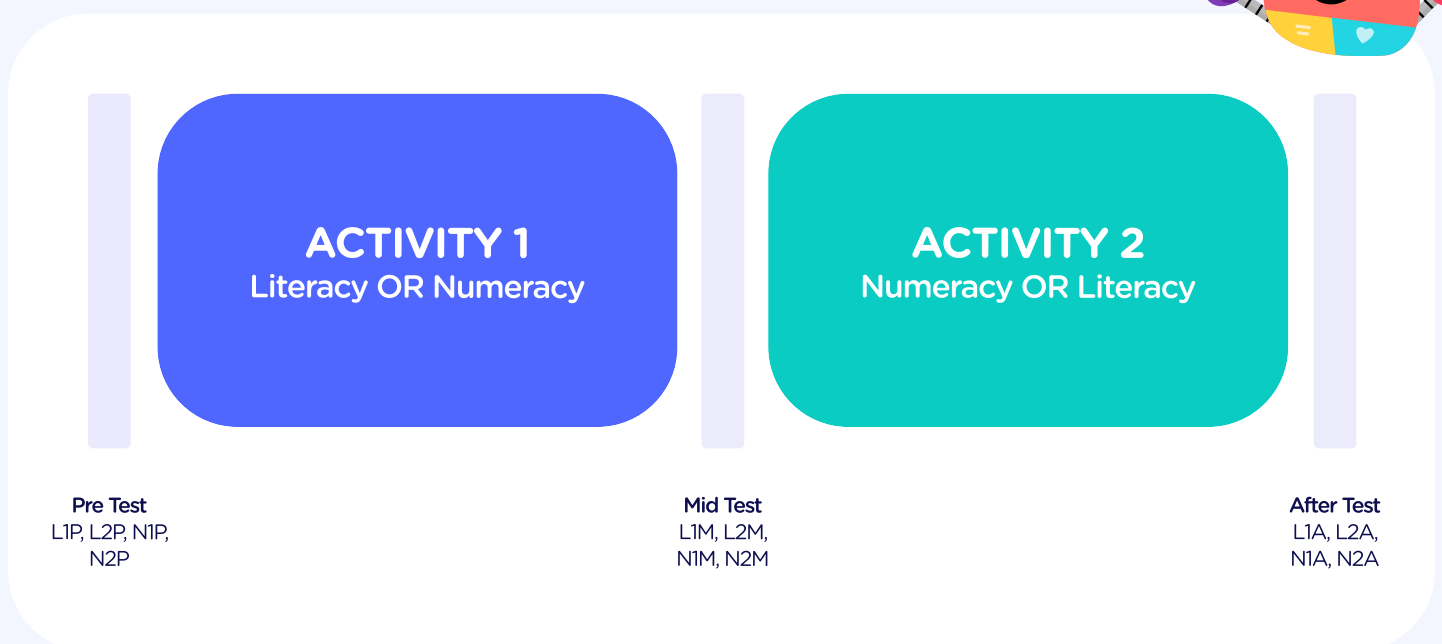 ACTIVITY 1
Literacy OR Numeracy
ACTIVITY 2
Numeracy OR Literacy
Pre Test
L1P, L2P, N1P,
N2P
Mid Test
L1M, L2M,
N1M, N2M
After Test
L1A, L2A,
N1A, N2A